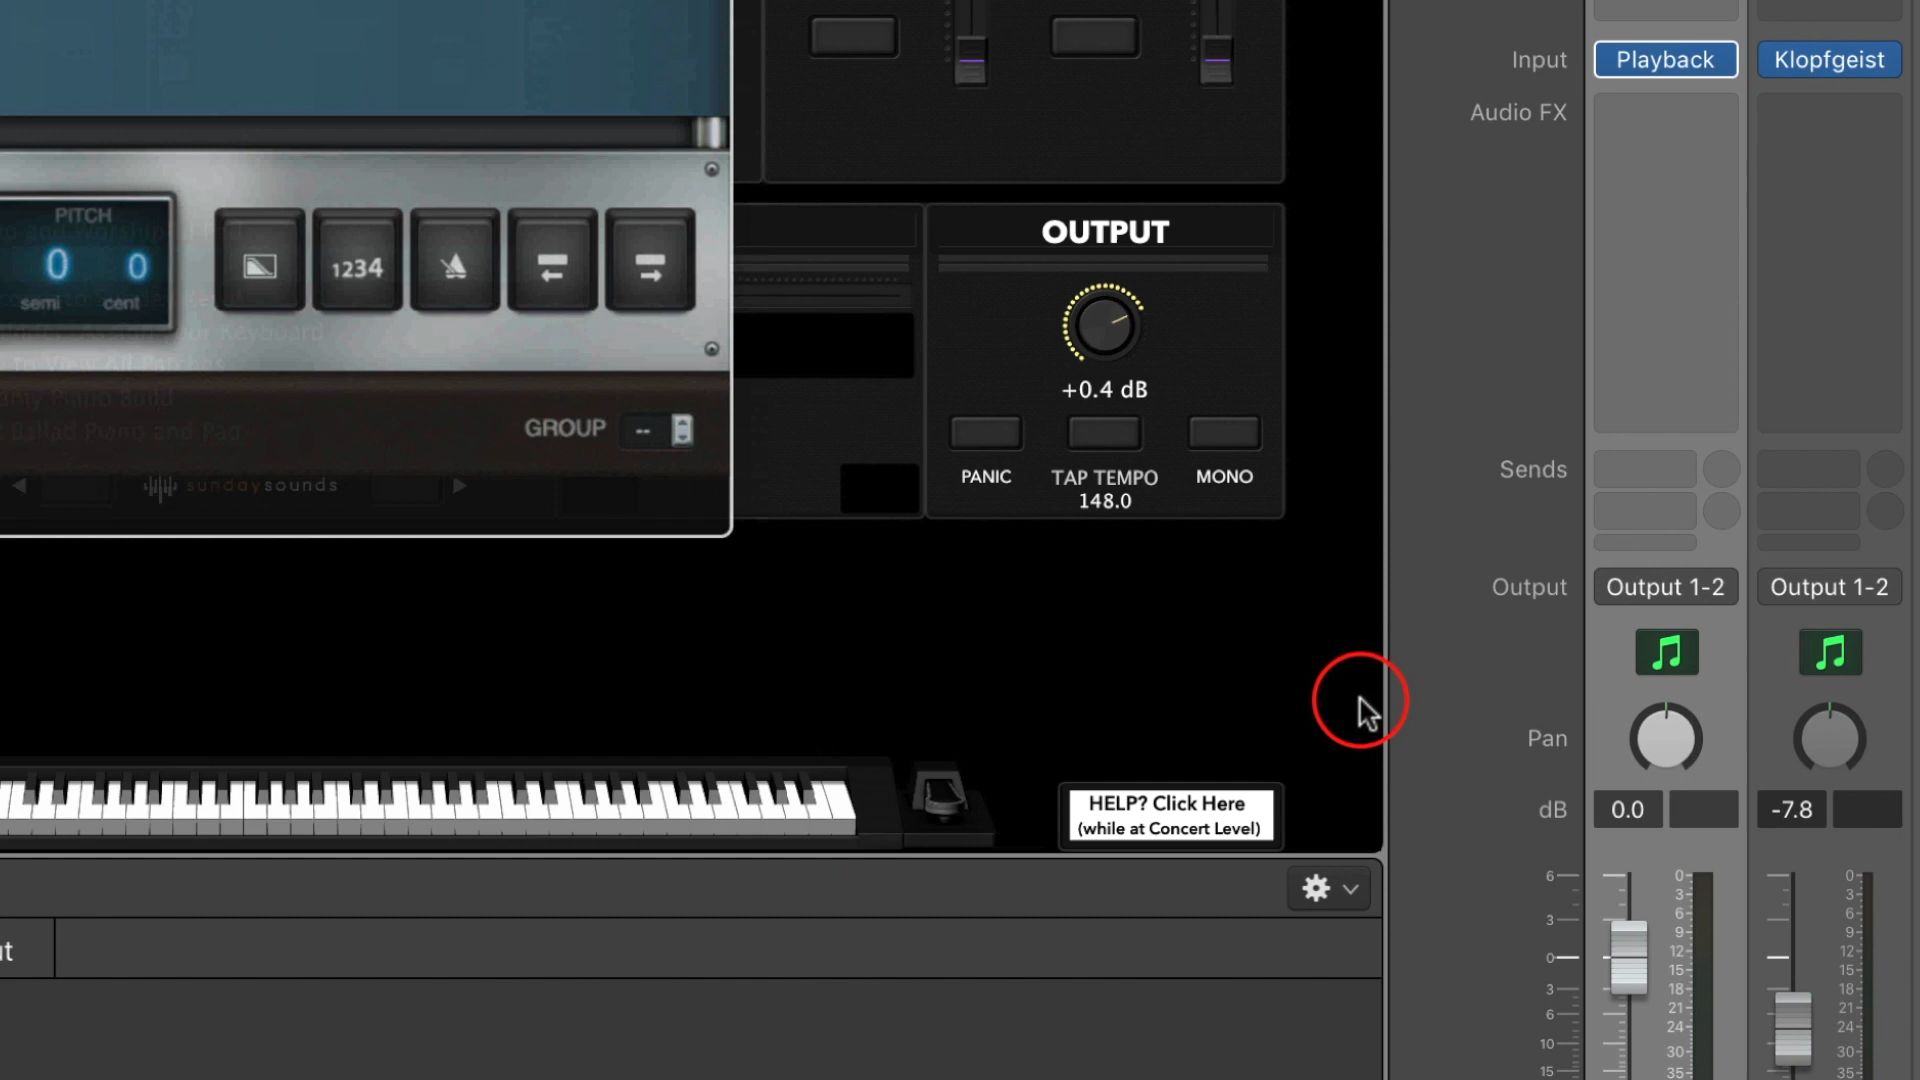 Input
Playback
Klopfgeist
Audio FX
PITCH
0
0
semi
cent
1234
OUTPUT
+0.4 dB
PANIC
TAP TEMPO
148.0
MONO
GROUP
--
sundaysounds
Sends
Output
Output 1-2
Output 1-2
Pan
dB
0.0
-7.8
HELP? Click Here
(while at Concert Level)
ut
6
3
0
3
6
10
15
0
3
6
9
12
15
18
21
24
30
35
0
3
6
9
12
15
18
21
24
30
35